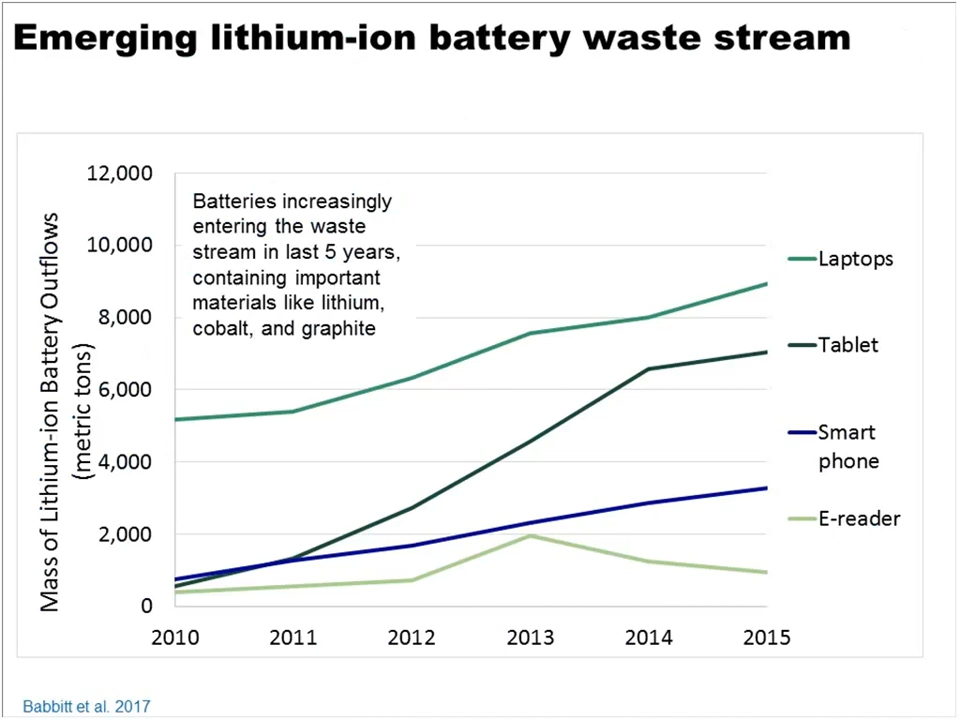 Emerging lithium-ion battery waste stream
Mass of Lithium-ion Battery Outflows
(metric tons)
12,000
10,000
8,000
6,000
4,000
2,000
0
Batteries increasingly
entering the waste
stream in last 5 years,
containing important
materials like lithium,
cobalt, and graphite
Laptops
Tablet
Smart
phone
E-reader
2010 2011 2012 2013 2014 2015
Babbitt et al. 2017